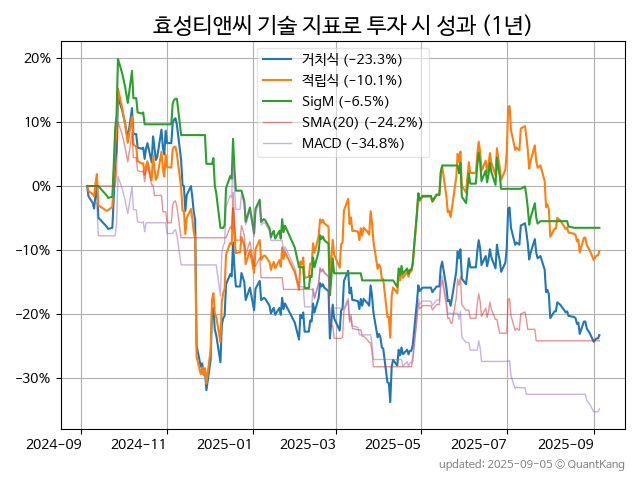 효성티앤씨 기술 지표로 투자 시 성과 (1년)
거치식 (−23.3%)
적립식 (−10.1%)
SigM (−6.5%)
SMA(20) (−24.2%)
MACD (−34.8%)
20%
10%
0%
−10%
−20%
−30%
2024-09 2024-11 2025-01 2025-03 2025-05 2025-07 2025-09
updated: 2025-09-05 ⓒ QuantKang